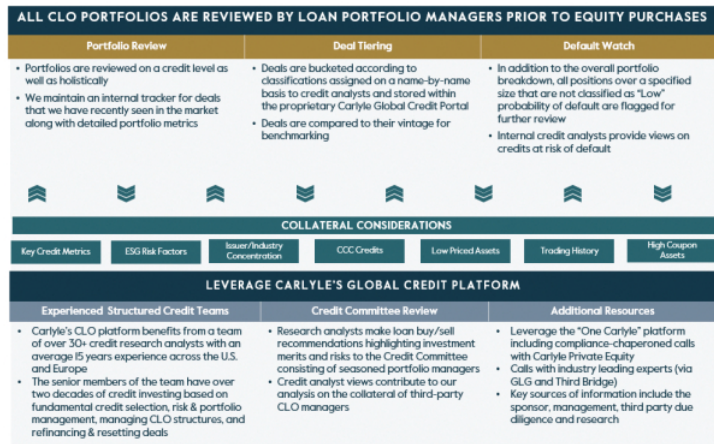 ALL CLO PORTFOLIOS ARE REVIEWED BY LOAN PORTFOLIO MANAGERS PRIOR TO EQUITY PURCHASES
Portfolio Review
• Portfolios are reviewed on a credit level as
well as holistically
• We maintain an internal tracker for deals
that we have recently seen in the market
along with detailed portfolio metrics
Deal Tiering
• Deals are bucketed according to
classifications assigned on a name-by-name
basis to credit analysts and stored within
the proprietary Carlyle Global Credit Portal
• Deals are compared to their vintage for
benchmarking
Default Watch
• In addition to the overall portfolio
breakdown, all positions over a specified
size that are not classified as "Low"
probability of default are flagged for
further review
• Internal credit analysts provide views on
credits at risk of default
COLLATERAL CONSIDERATIONS
Key Credit Metrics
ESG Risk Factors
Issuer/Industry
Concentration
CCC Credits
Low Priced Assets
Trading History
High Coupon
Assets
LEVERAGE CARLYLE'S GLOBAL CREDIT PLATFORM
Experienced Structured Credit Teams
• Carlyle's CLO platform benefits from a team
of over 30+ credit research analysts with an
average 15 years experience across the U.S.
and Europe
• The senior members of the team have over
two decades of credit investing based on
fundamental credit selection, risk & portfolio
management, managing CLO structures, and
refinancing & resetting deals
Credit Committee Review
• Research analysts make loan buy/sell
recommendations highlighting investment
merits and risks to the Credit Committee
consisting of seasoned portfolio managers
• Credit analyst views contribute to our
analysis on the collateral of third-party
CLO managers
Additional Resources
• Leverage the "One Carlyle" platform
including compliance-chaperoned calls
with Carlyle Private Equity
• Calls with industry leading experts (via
GLG and Third Bridge)
• Key sources of information include the
sponsor, management, third party due
diligence and research